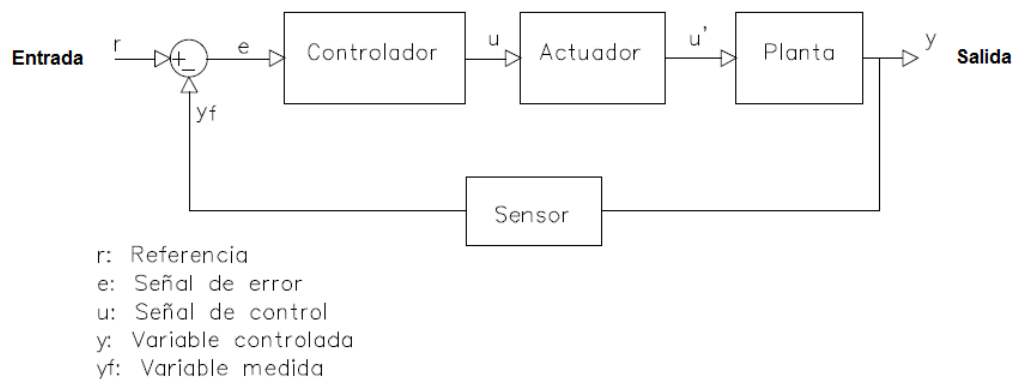 Entrada
r
+
-
e
Controlador
u
Actuador
u'
Planta
y
Salida
yf
Sensor
r: Referencia
e: Señal de error
u: Señal de control
y: Variable controlada
yf: Variable medida